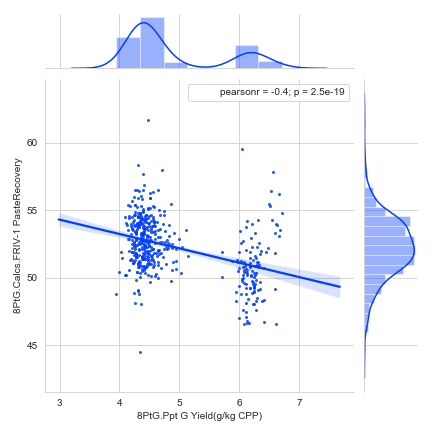 pearsonr = -0.4; p = 2.5e-19
60
55
50
45
8PtG.Calcs.FRIV-1 PasteRecovery
3 4 5 6 7
8PtG.Ppt G Yield(g/kg CPP)